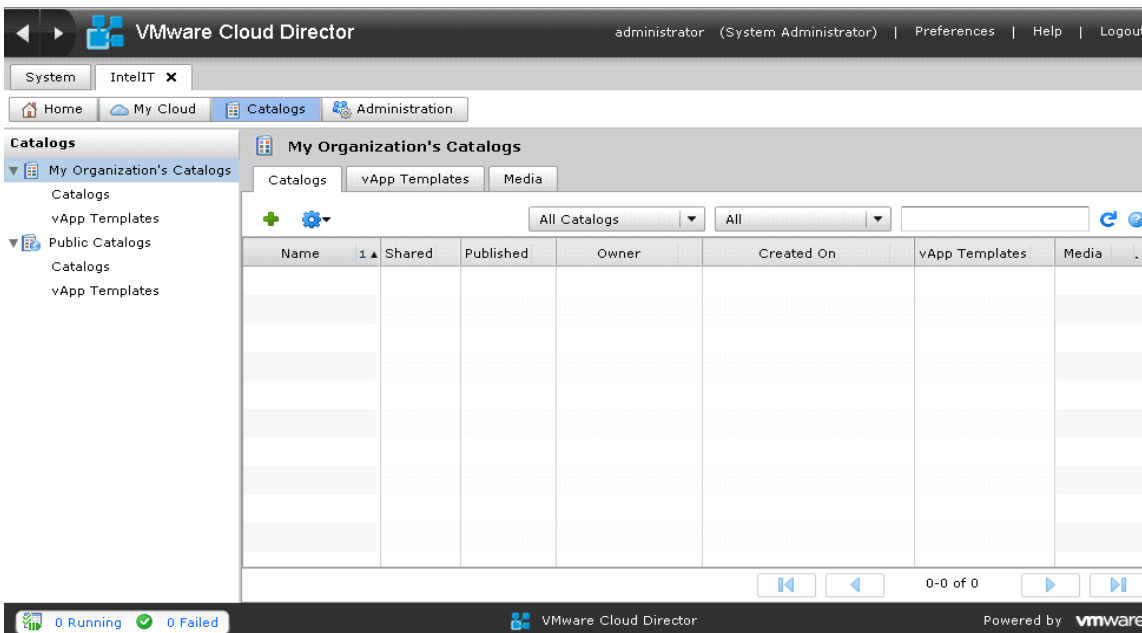 VMware Cloud Director administrator (System Administrator) | Preferences | Help | Logout
System IntelIT X
Home My Cloud Catalogs Administration
Catalogs
My Organization's Catalogs
Catalogs
vApp Templates
Public Catalogs
Catalogs
vApp Templates
My Organization's Catalogs
Catalogs vApp Templates Media
All Catalogs All
Name 1 Shared Published Owner Created On vApp Templates Media .
0-0 of 0
0 Running 0 Failed VMware Cloud Director Powered by vmware